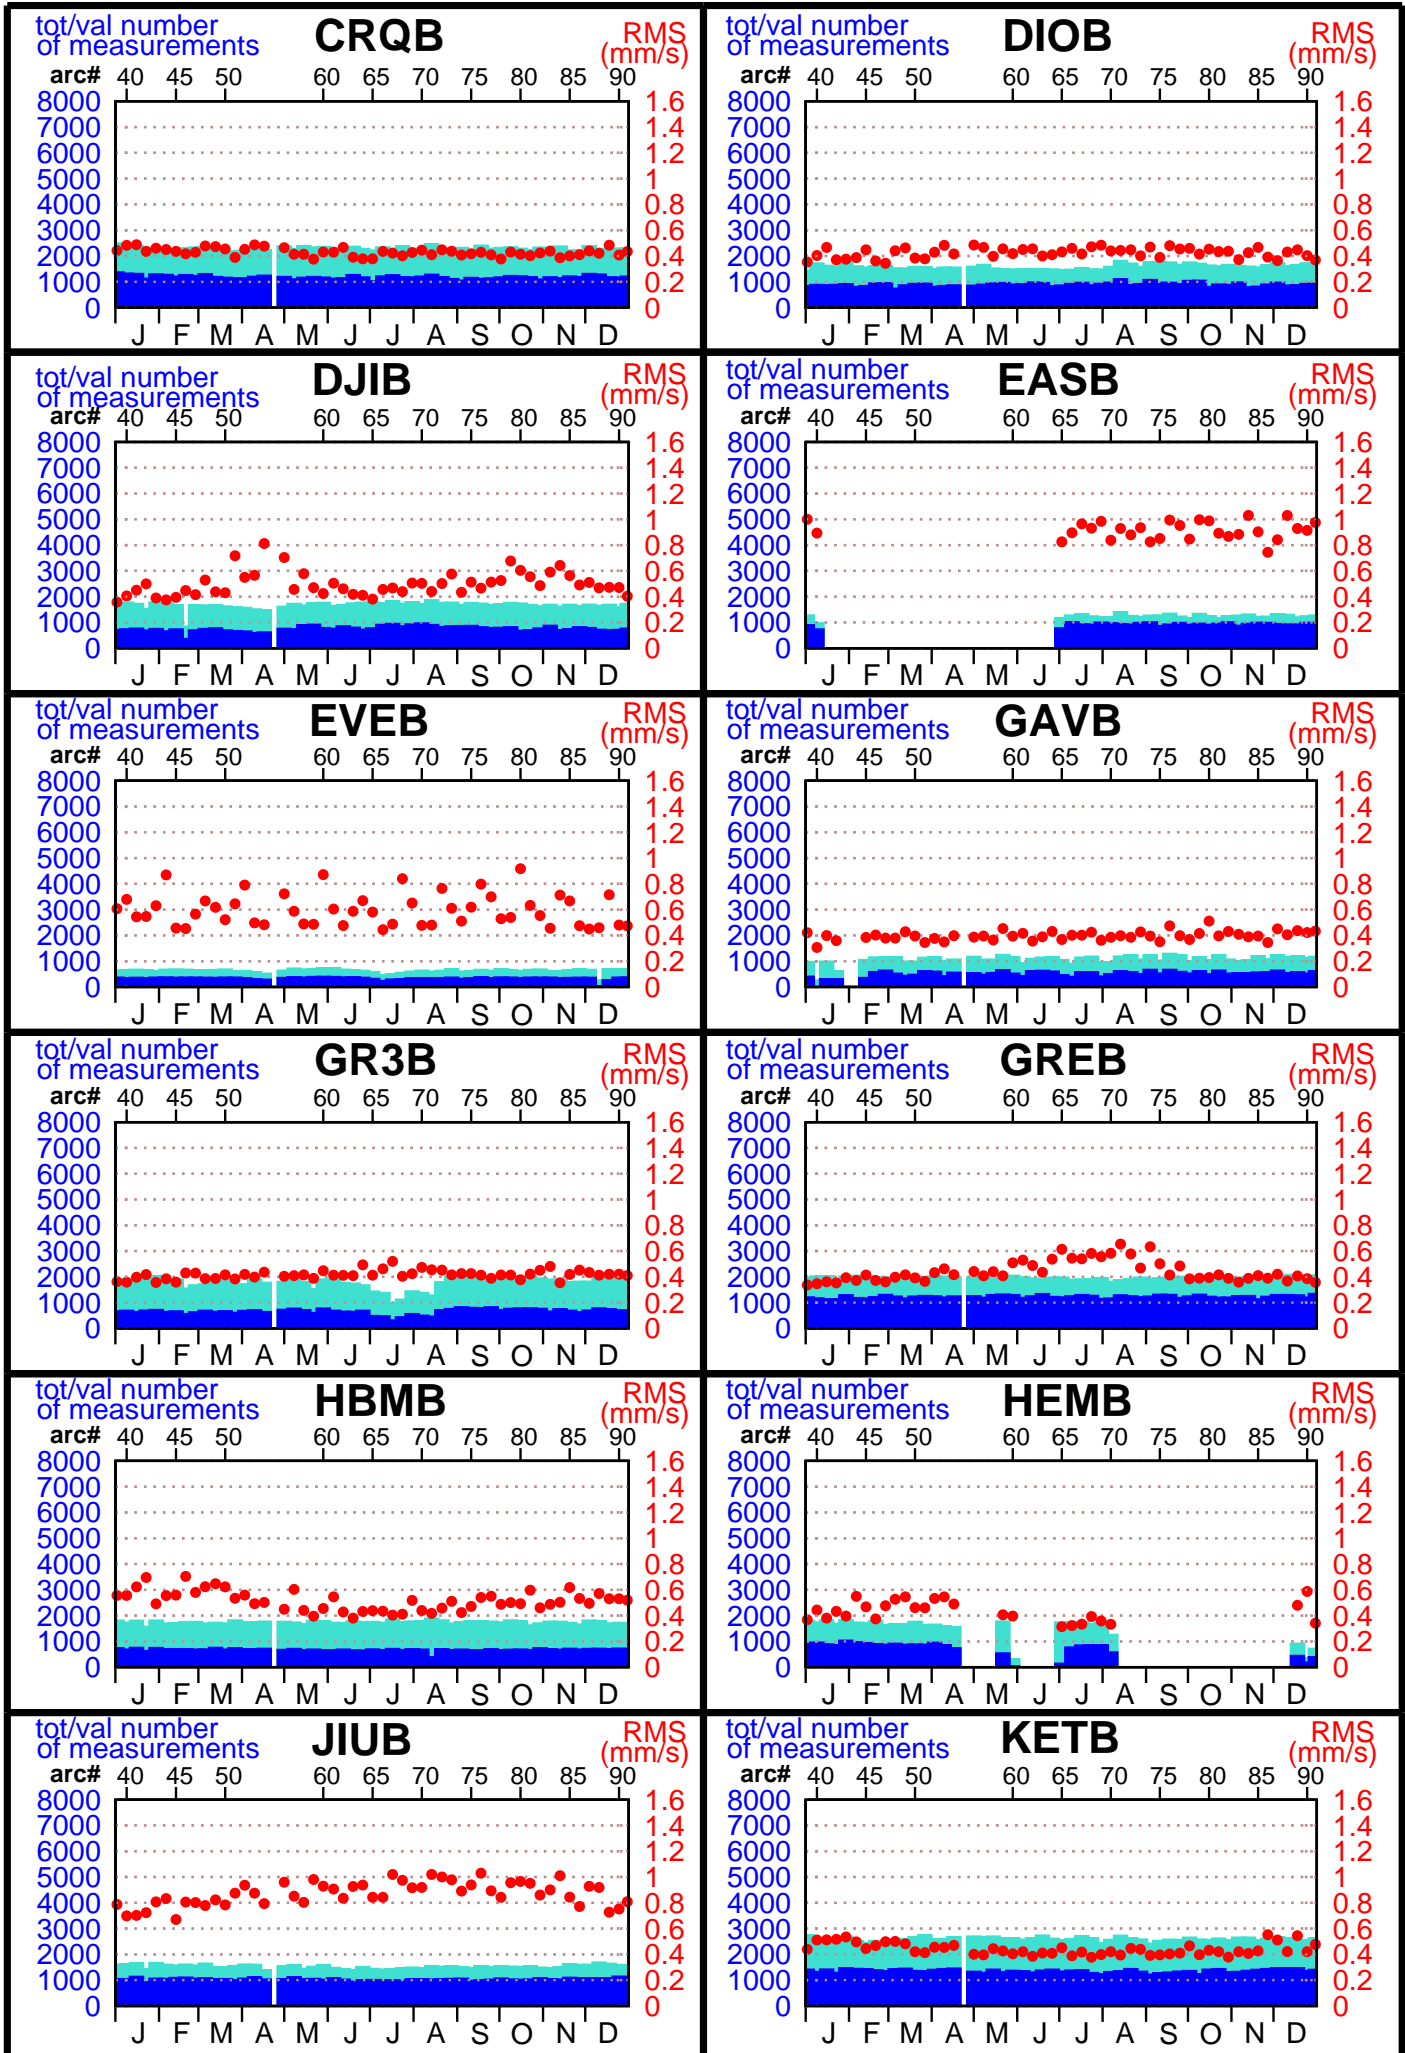 tot/val number
of measurements
CRQB
RMS
(mm/s)
arc# 40 45 50 60 65 70 75 80 85 90
8000 1.6
7000 1.4
6000 1.2
5000 1
4000 0.8
3000 0.6
2000 0.4
1000 0.2
0 0
J F M A M J J A S O N D
tot/val number
of measurements
DIOB
RMS
(mm/s)
arc# 40 45 50 60 65 70 75 80 85 90
8000 1.6
7000 1.4
6000 1.2
5000 1
4000 0.8
3000 0.6
2000 0.4
1000 0.2
0 0
J F M A M J J A S O N D
tot/val number
of measurements
DJIB
RMS
(mm/s)
arc# 40 45 50 60 65 70 75 80 85 90
8000 1.6
7000 1.4
6000 1.2
5000 1
4000 0.8
3000 0.6
2000 0.4
1000 0.2
0 0
J F M A M J J A S O N D
tot/val number
of measurements
EASB
RMS
(mm/s)
arc# 40 45 50 60 65 70 75 80 85 90
8000 1.6
7000 1.4
6000 1.2
5000 1
4000 0.8
3000 0.6
2000 0.4
1000 0.2
0 0
J F M A M J J A S O N D
tot/val number
of measurements
EVEB
RMS
(mm/s)
arc# 40 45 50 60 65 70 75 80 85 90
8000 1.6
7000 1.4
6000 1.2
5000 1
4000 0.8
3000 0.6
2000 0.4
1000 0.2
0 0
J F M A M J J A S O N D
tot/val number
of measurements
GAVB
RMS
(mm/s)
arc# 40 45 50 60 65 70 75 80 85 90
8000 1.6
7000 1.4
6000 1.2
5000 1
4000 0.8
3000 0.6
2000 0.4
1000 0.2
0 0
J F M A M J J A S O N D
tot/val number
of measurements
GR3B
RMS
(mm/s)
arc# 40 45 50 60 65 70 75 80 85 90
8000 1.6
7000 1.4
6000 1.2
5000 1
4000 0.8
3000 0.6
2000 0.4
1000 0.2
0 0
J F M A M J J A S O N D
tot/val number
of measurements
GREB
RMS
(mm/s)
arc# 40 45 50 60 65 70 75 80 85 90
8000 1.6
7000 1.4
6000 1.2
5000 1
4000 0.8
3000 0.6
2000 0.4
1000 0.2
0 0
J F M A M J J A S O N D
tot/val number
of measurements
HBMB
RMS
(mm/s)
arc# 40 45 50 60 65 70 75 80 85 90
8000 1.6
7000 1.4
6000 1.2
5000 1
4000 0.8
3000 0.6
2000 0.4
1000 0.2
0 0
J F M A M J J A S O N D
tot/val number
of measurements
HEMB
RMS
(mm/s)
arc# 40 45 50 60 65 70 75 80 85 90
8000 1.6
7000 1.4
6000 1.2
5000 1
4000 0.8
3000 0.6
2000 0.4
1000 0.2
0 0
J F M A M J J A S O N D
tot/val number
of measurements
JIUB
RMS
(mm/s)
arc# 40 45 50 60 65 70 75 80 85 90
8000 1.6
7000 1.4
6000 1.2
5000 1
4000 0.8
3000 0.6
2000 0.4
1000 0.2
0 0
J F M A M J J A S O N D
tot/val number
of measurements
KETB
RMS
(mm/s)
arc# 40 45 50 60 65 70 75 80 85 90
8000 1.6
7000 1.4
6000 1.2
5000 1
4000 0.8
3000 0.6
2000 0.4
1000 0.2
0 0
J F M A M J J A S O N D